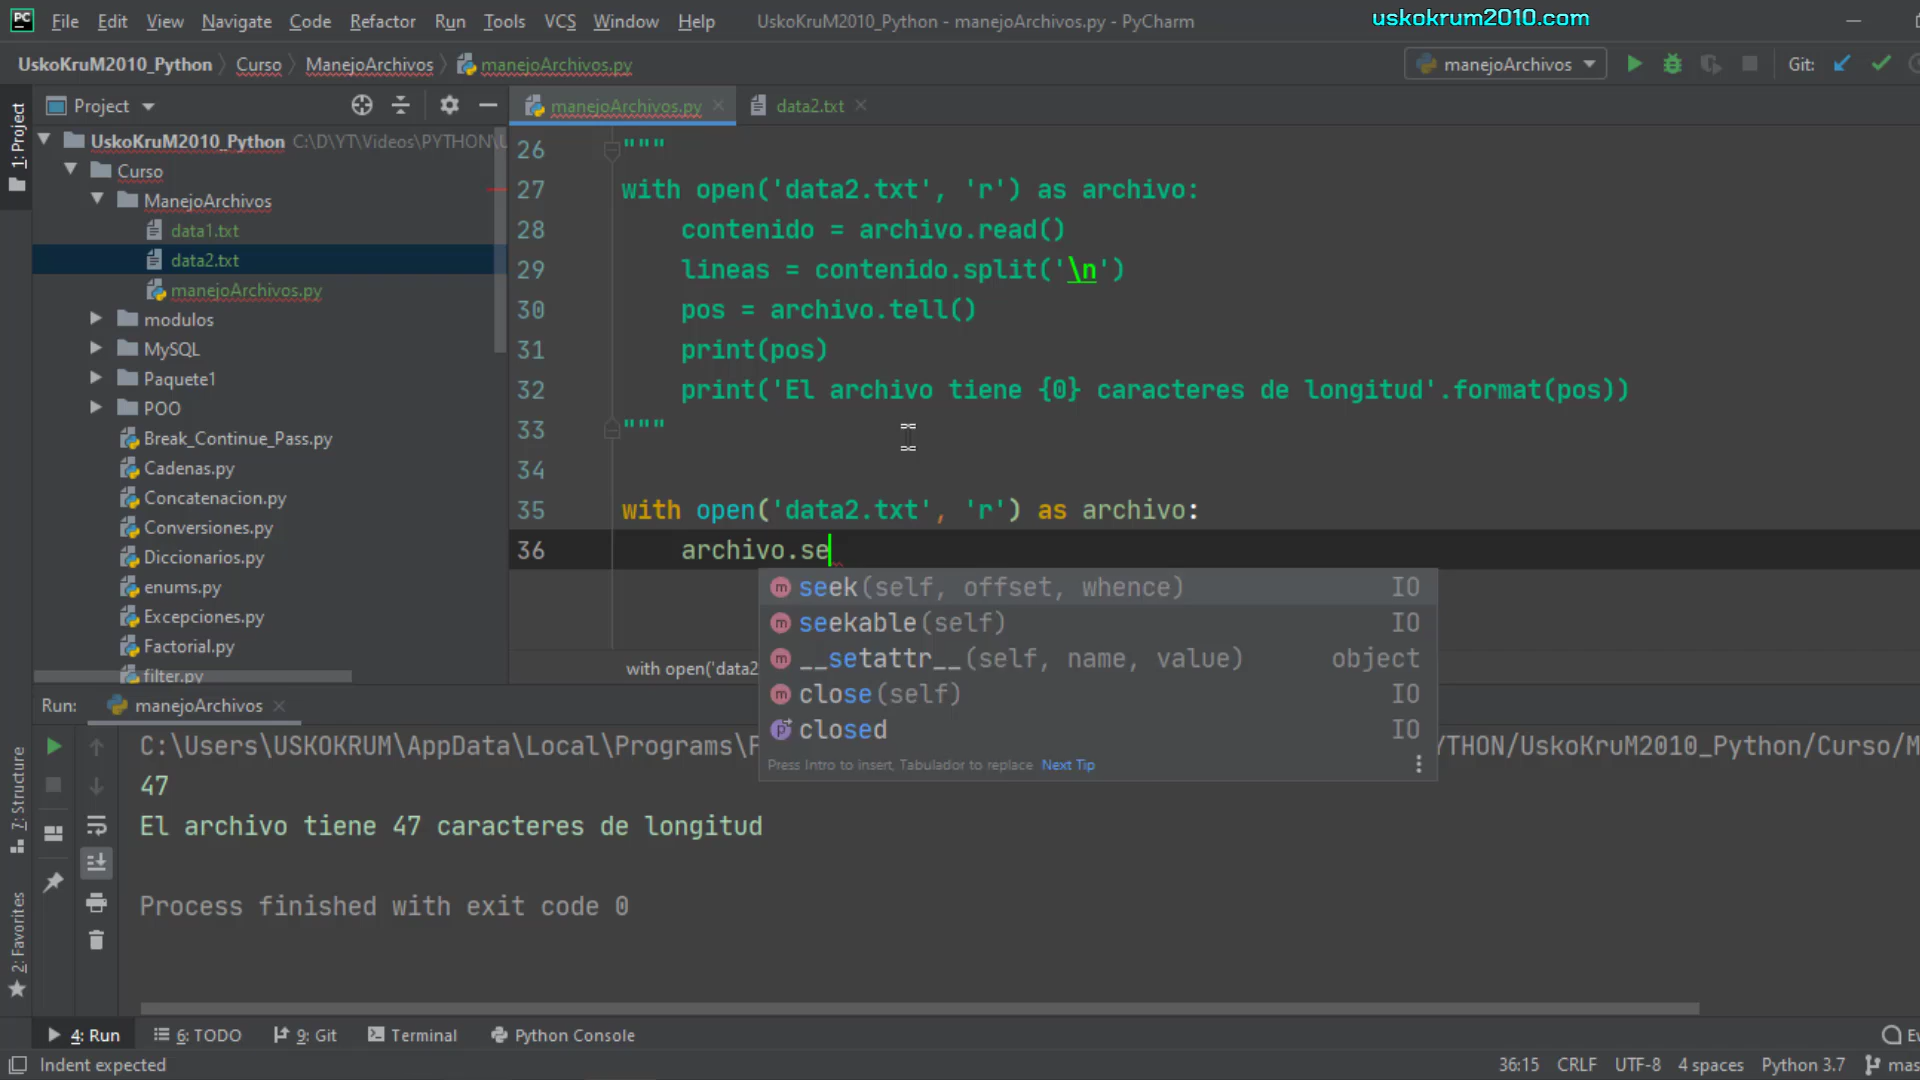 PC File Edit View Navigate Code Refactor Run Tools VCS Window Help UskoKruM2010_Python - manejoArchivos.py - PyCharm
uskokrum2010.com
UskoKruM2010_Python Curso ManejoArchivos manejoArchivos.py
manejoArchivos Git:
Project
manejoArchivos.py data2.txt
1: Project
7: Structure
2: Favorites
UskoKruM2010_Python C:\D\YT\Videos\PYTHON\
Curso
ManejoArchivos
data1.txt
data2.txt
manejoArchivos.py
modulos
MySQL
Paquete1
POO
Break_Continue_Pass.py
Cadenas.py
Concatenacion.py
Conversiones.py
Diccionarios.py
enums.py
Excepciones.py
Factorial.py
filter.py
26 """
27 with open('data2.txt', 'r') as archivo:
28 contenido = archivo.read()
29 lineas = contenido.split('\n')
30 pos = archivo.tell()
31 print(pos)
32 print('El archivo tiene {0} caracteres de longitud'.format(pos))
33 """
34
35 with open('data2.txt', 'r') as archivo:
36 archivo.se
seek(self, offset, whence) IO
seekable(self) IO
__setattr__(self, name, value) object
close(self) IO
closed IO
Press Intro to insert, Tabulador to replace Next Tip
with open('data2
Run: manejoArchivos
C:\Users\USKOKRUM\AppData\Local\Programs\ YTHON/UskoKruM2010_Python/Curso/M
47
El archivo tiene 47 caracteres de longitud
Process finished with exit code 0
4: Run 6: TODO 9: Git Terminal Python Console Ev
Indent expected 36:15 CRLF UTF-8 4 spaces Python 3.7 mas